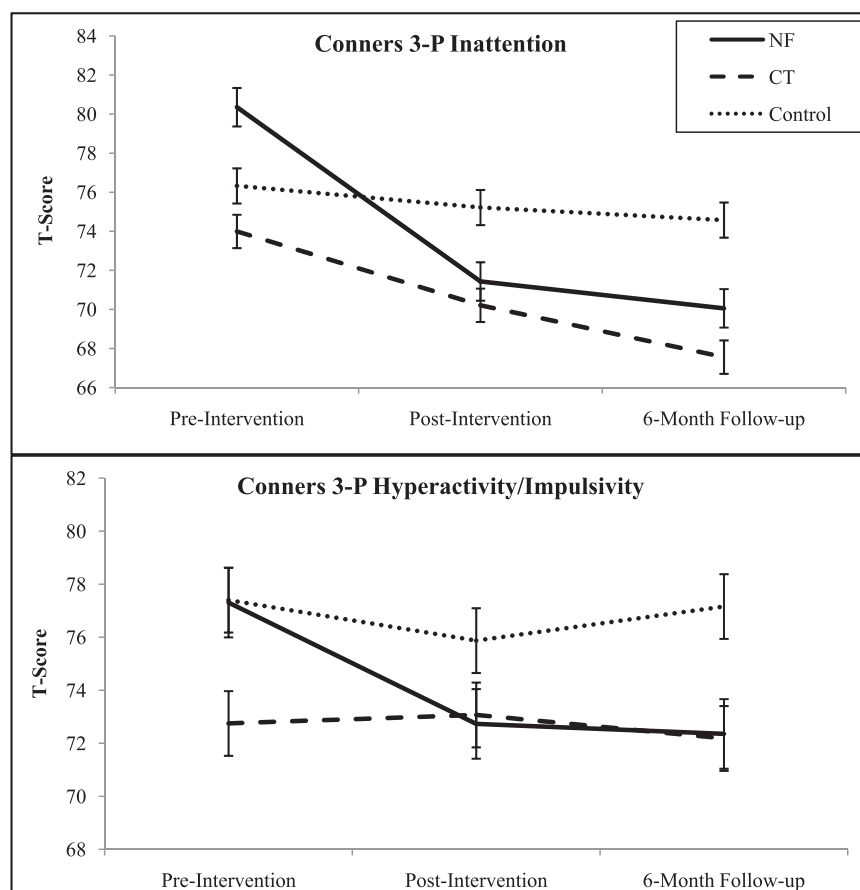 Conners 3-P Inattention
NF
CT
Control
T-Score
84
82
80
78
76
74
72
70
68
66
Pre-Intervention
Post-Intervention
6-Month Follow-up
Conners 3-P Hyperactivity/Impulsivity
T-Score
82
80
78
76
74
72
70
68
Pre-Intervention
Post-Intervention
6-Month Follow-up